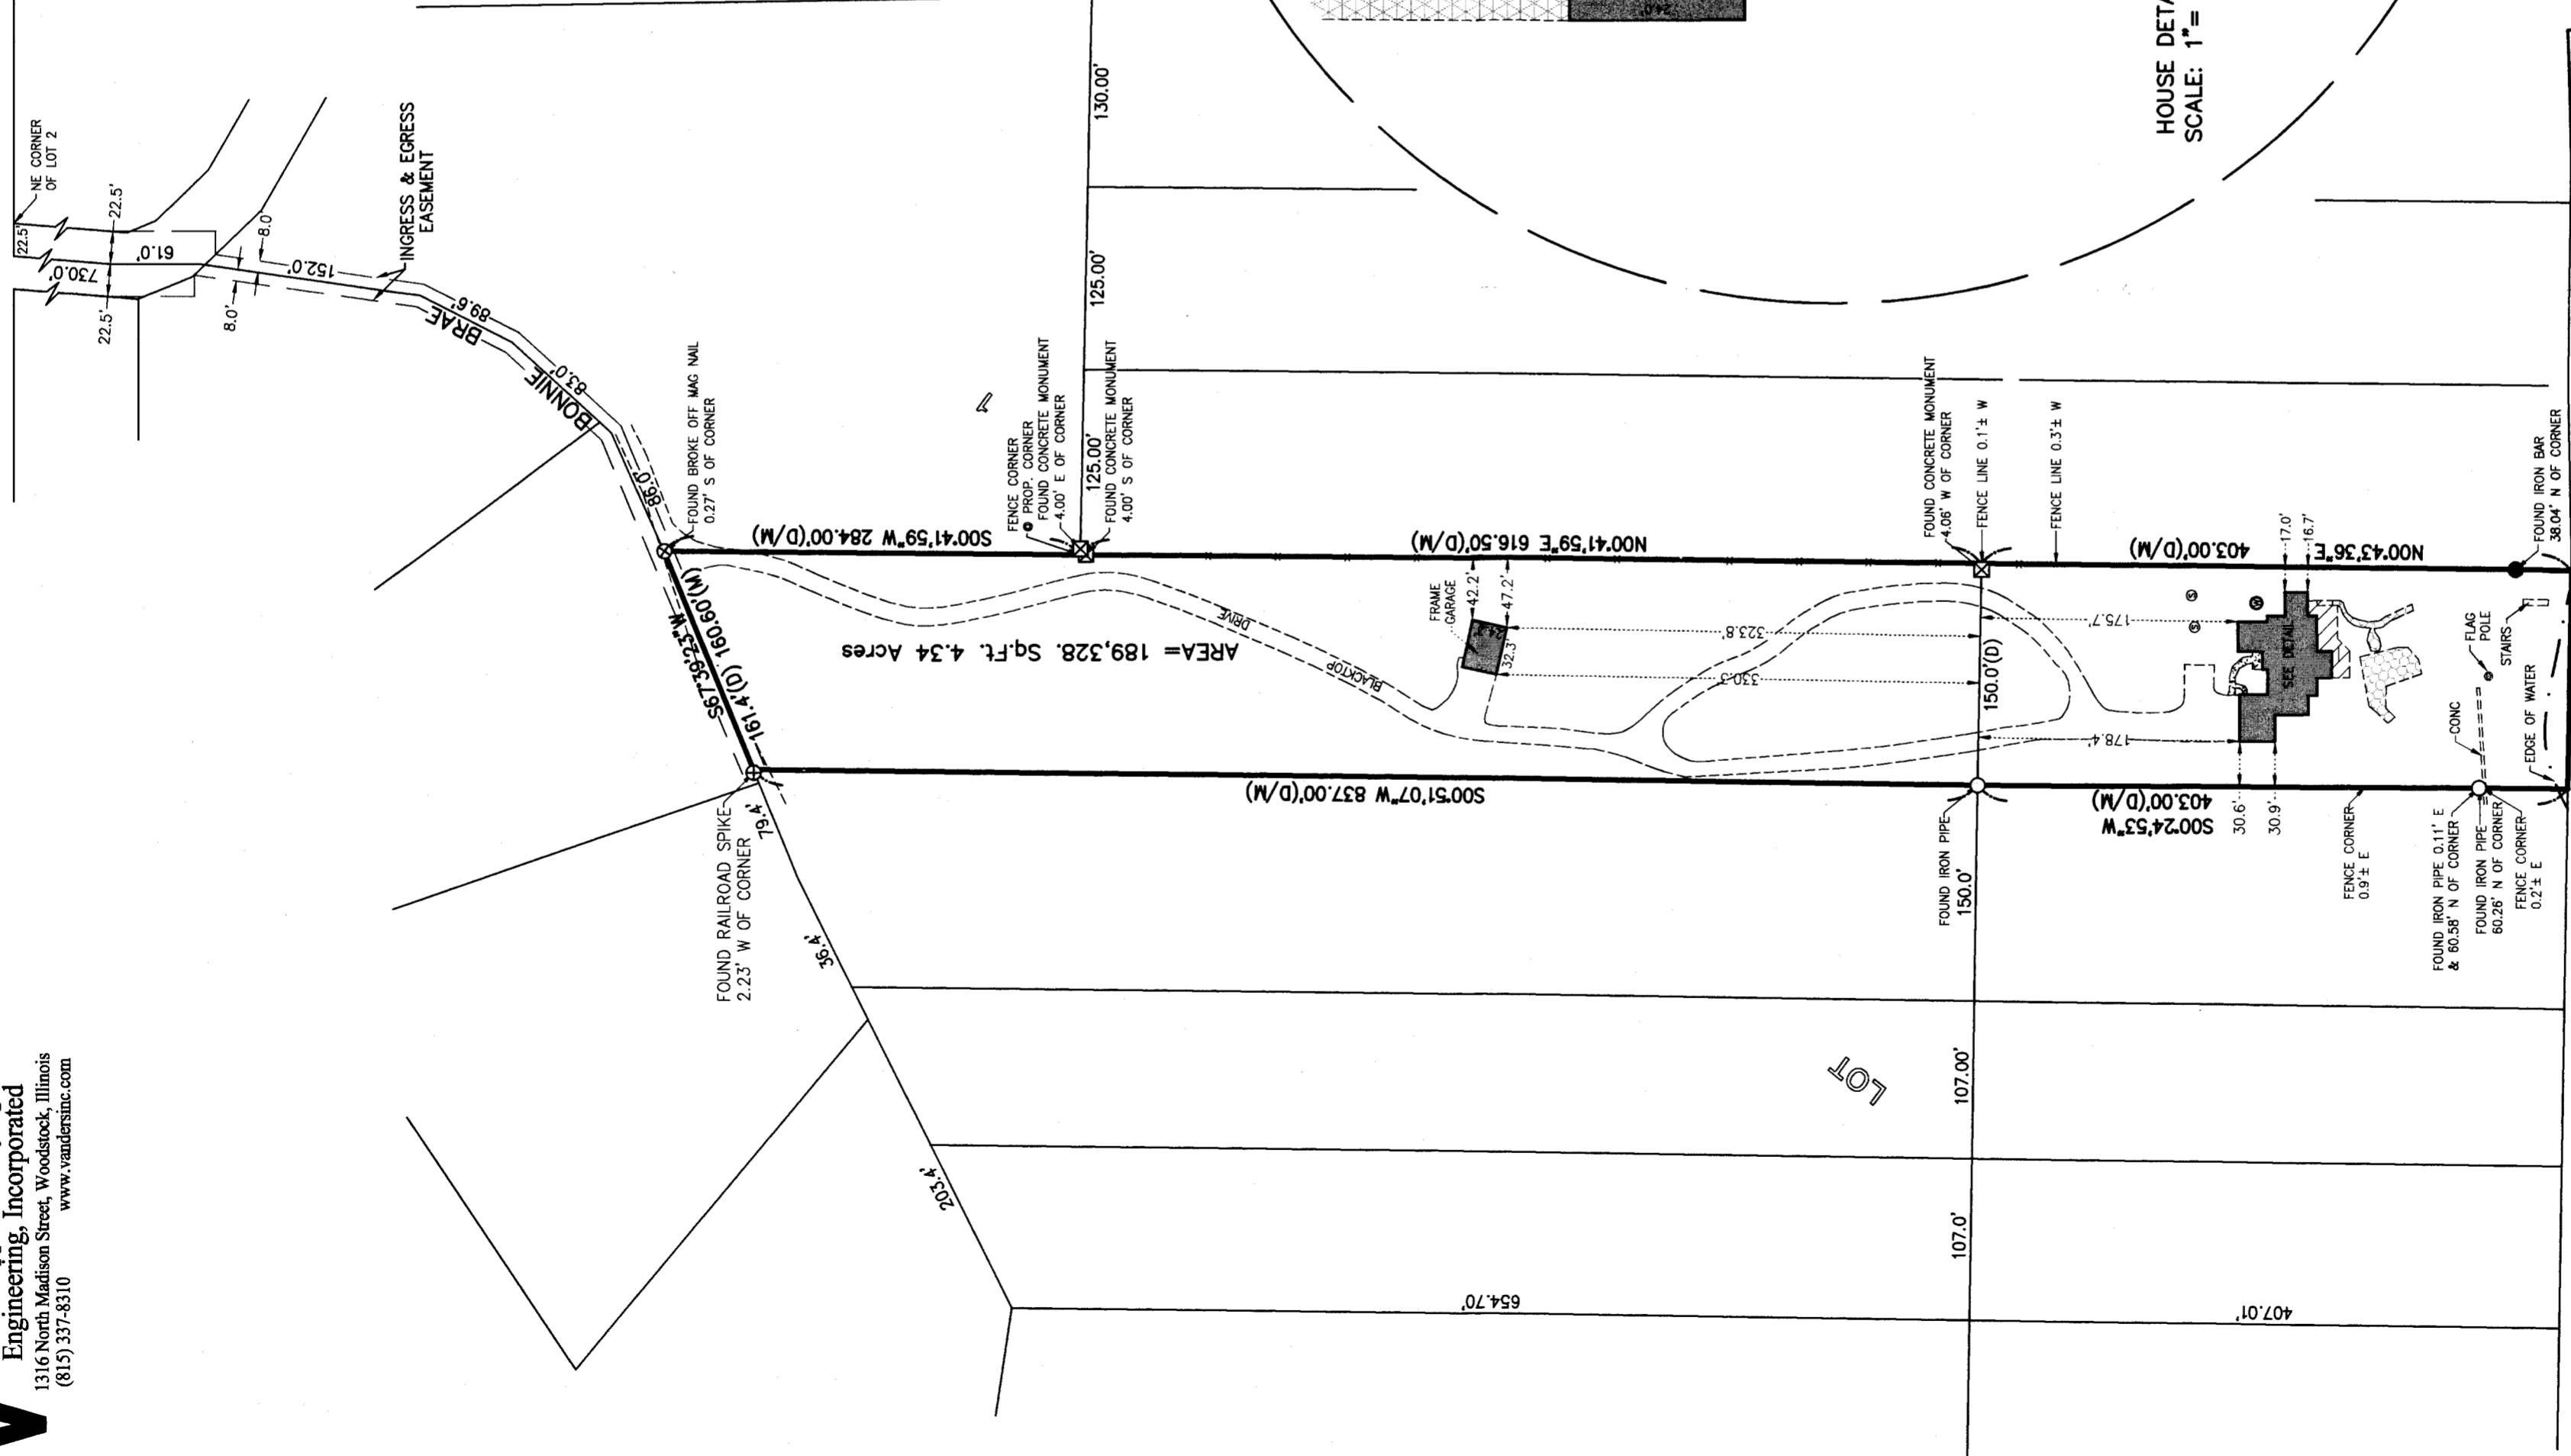 Engineering, Incorporated
1316 North Madison Street, Woodstock, Illinois
(815) 337-8310 www.vandersinc.com
NE CORNER
OF LOT 2
22.5'
22.5'
22.5'
730.0'
61.0'
8.0'
8.0'
152.0'
INGRESS & EGRESS
EASEMENT
89.6'
BONNIE BRAE
83.0'
86.0'
FOUND BROKE OFF MAG NAIL
0.27' S OF CORNER
S67°39'23"W
161.4'(D) 160.60'(M)
S00°41'59"W 284.00'(D/M)
FOUND RAILROAD SPIKE
2.23' W OF CORNER
79.4'
36.4'
203.4'
1
FENCE CORNER
@ PROP. CORNER
FOUND CONCRETE MONUMENT
4.00' E OF CORNER
FOUND CONCRETE MONUMENT
4.00' S OF CORNER
125.00'
125.00'
130.00'
AREA= 189,328. Sq.Ft. 4.34 Acres
DRIVE
BLACKTOP
N00°41'59"E 616.50'(D/M)
S00°51'07"W 837.00'(D/M)
FRAME
GARAGE
42.2'
47.2'
32.3'
323.8'
330.3'
24.0'
HOUSE DETA
SCALE: 1"=
FOUND CONCRETE MONUMENT
4.06' W OF CORNER
FENCE LINE 0.1'± W
FENCE LINE 0.3'± W
150.0'(D)
FOUND IRON PIPE
150.0'
107.00'
107.0'
LOT
654.70'
407.01'
175.7'
178.4'
S
S
W
SEE DETAIL
17.0'
16.7'
N00°43'36"E
403.00'(D/M)
S00°24'53"W
403.00'(D/M)
30.6'
30.9'
FENCE CORNER
0.9'± E
FLAG
POLE
STAIRS
CONC
EDGE OF WATER
FOUND IRON BAR
38.04' N OF CORNER
FOUND IRON PIPE 0.11' E
& 60.58' N OF CORNER
FOUND IRON PIPE
60.26' N OF CORNER
FENCE CORNER
0.2'± E